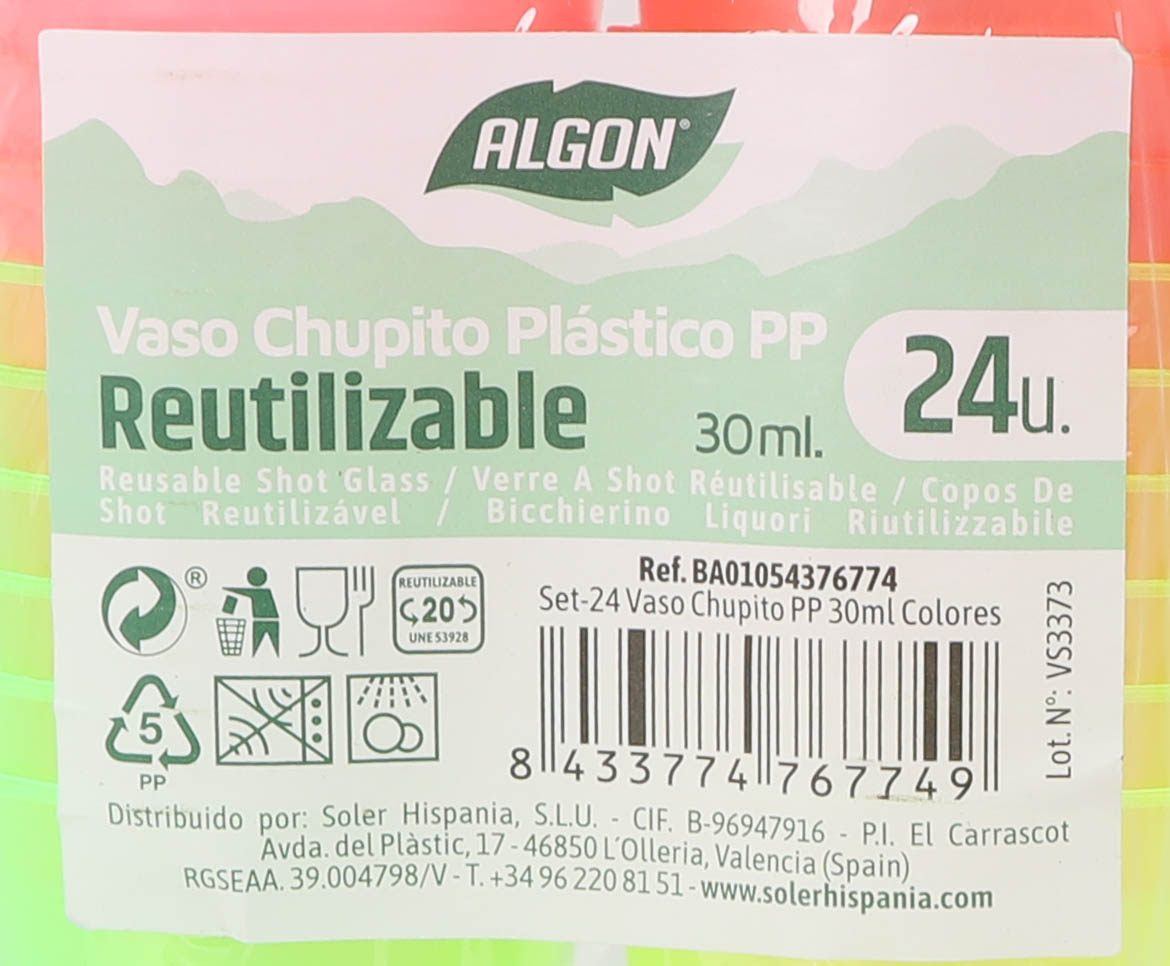 ALGON®
Vaso Chupito Plástico PP
Reutilizable
30ml.
24u.
Reusable Shot Glass / Verre A Shot Réutilisable / Copos De
Shot Reutilizável / Bicchierino Liquori Riutilizzabile
®
REUTILIZABLE
20
UNE 53928
5
PP
Ref. BA01054376774
Set-24 Vaso Chupito PP 30ml Colores
8 433774 767749
Lot. Nº: VS3373
Distribuido por: Soler Hispania, S.L.U. - CIF. B-96947916 - P.I. El Carrascot
Avda. del Plàstic, 17 - 46850 L´Olleria, Valencia (Spain)
RGSEAA. 39.004798/V - T. +34 96 220 81 51 - www.solerhispania.com